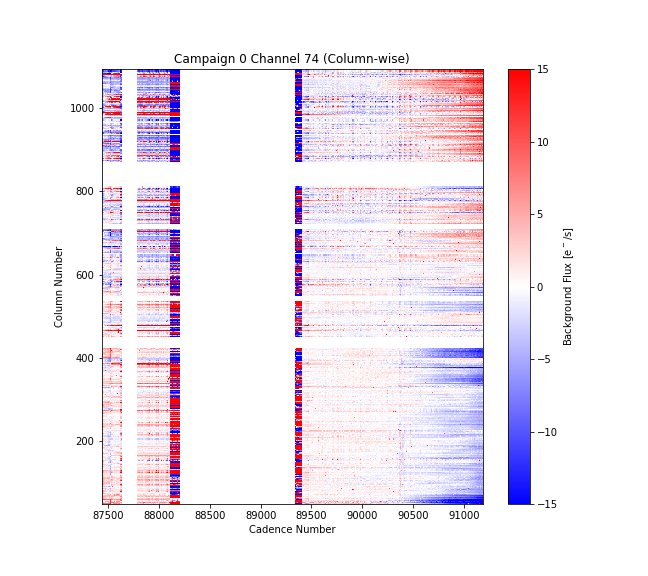 Campaign 0 Channel 74 (Column-wise)
1000
800
600
400
200
Column Number
87500 88000 88500 89000 89500 90000 90500 91000
Cadence Number
15
10
5
0
−5
−10
−15
Background Flux [e⁻/s]